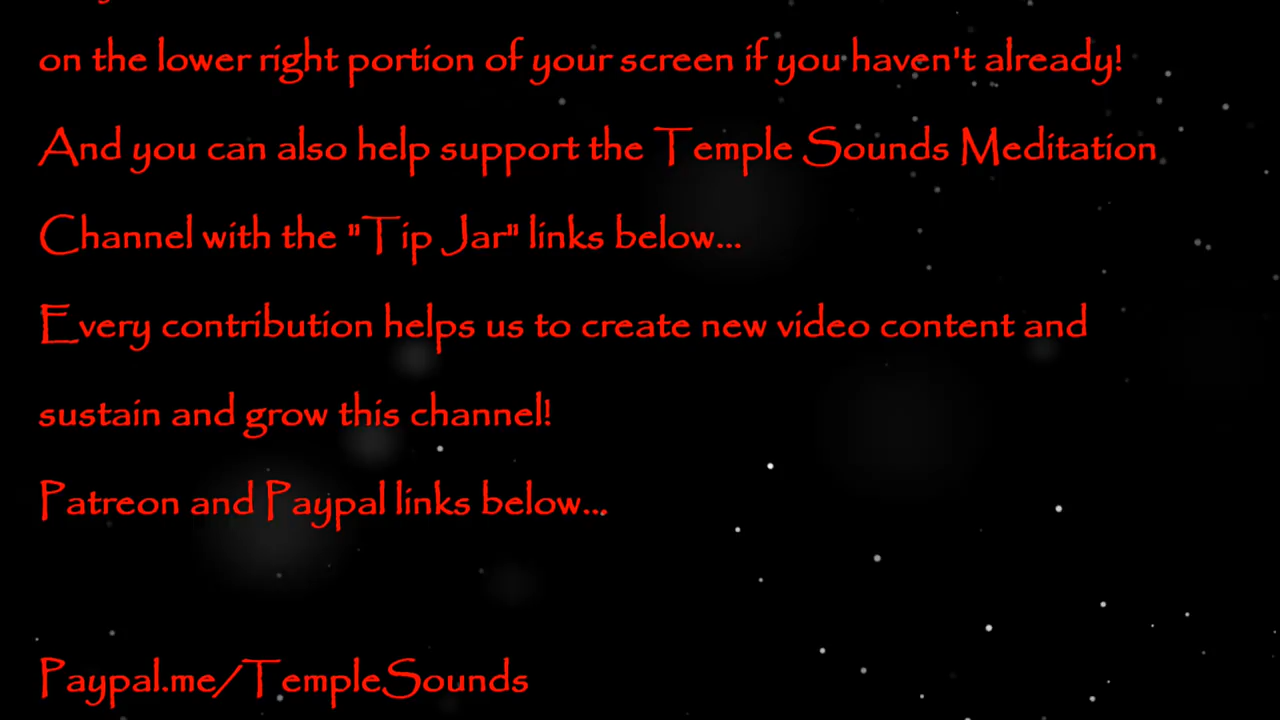 on the lower right portion of your screen if you haven't already!
And you can also help support the Temple Sounds Meditation
Channel with the "Tip Jar" links below...
Every contribution helps us to create new video content and
sustain and grow this channel!
Patreon and Paypal links below...
Paypal.me/TempleSounds